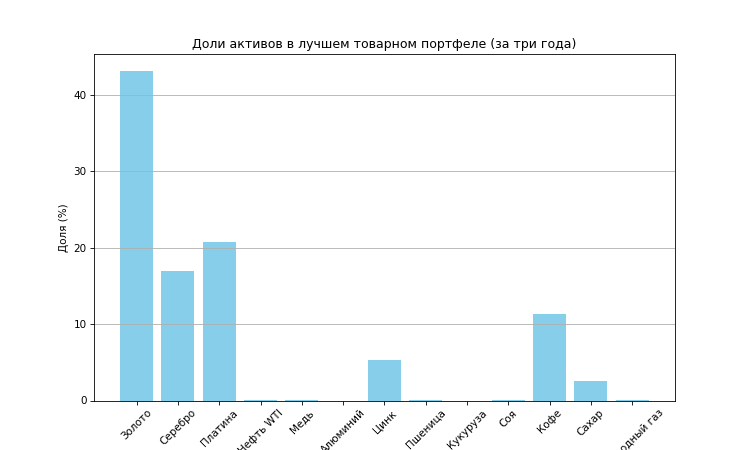 Доли активов в лучшем товарном портфеле (за три года)
Доля (%)
40
30
20
10
0
Золото
Серебро
Платина
Нефть WTI
Медь
Алюминий
Цинк
Пшеница
Кукуруза
Соя
Кофе
Сахар
газ